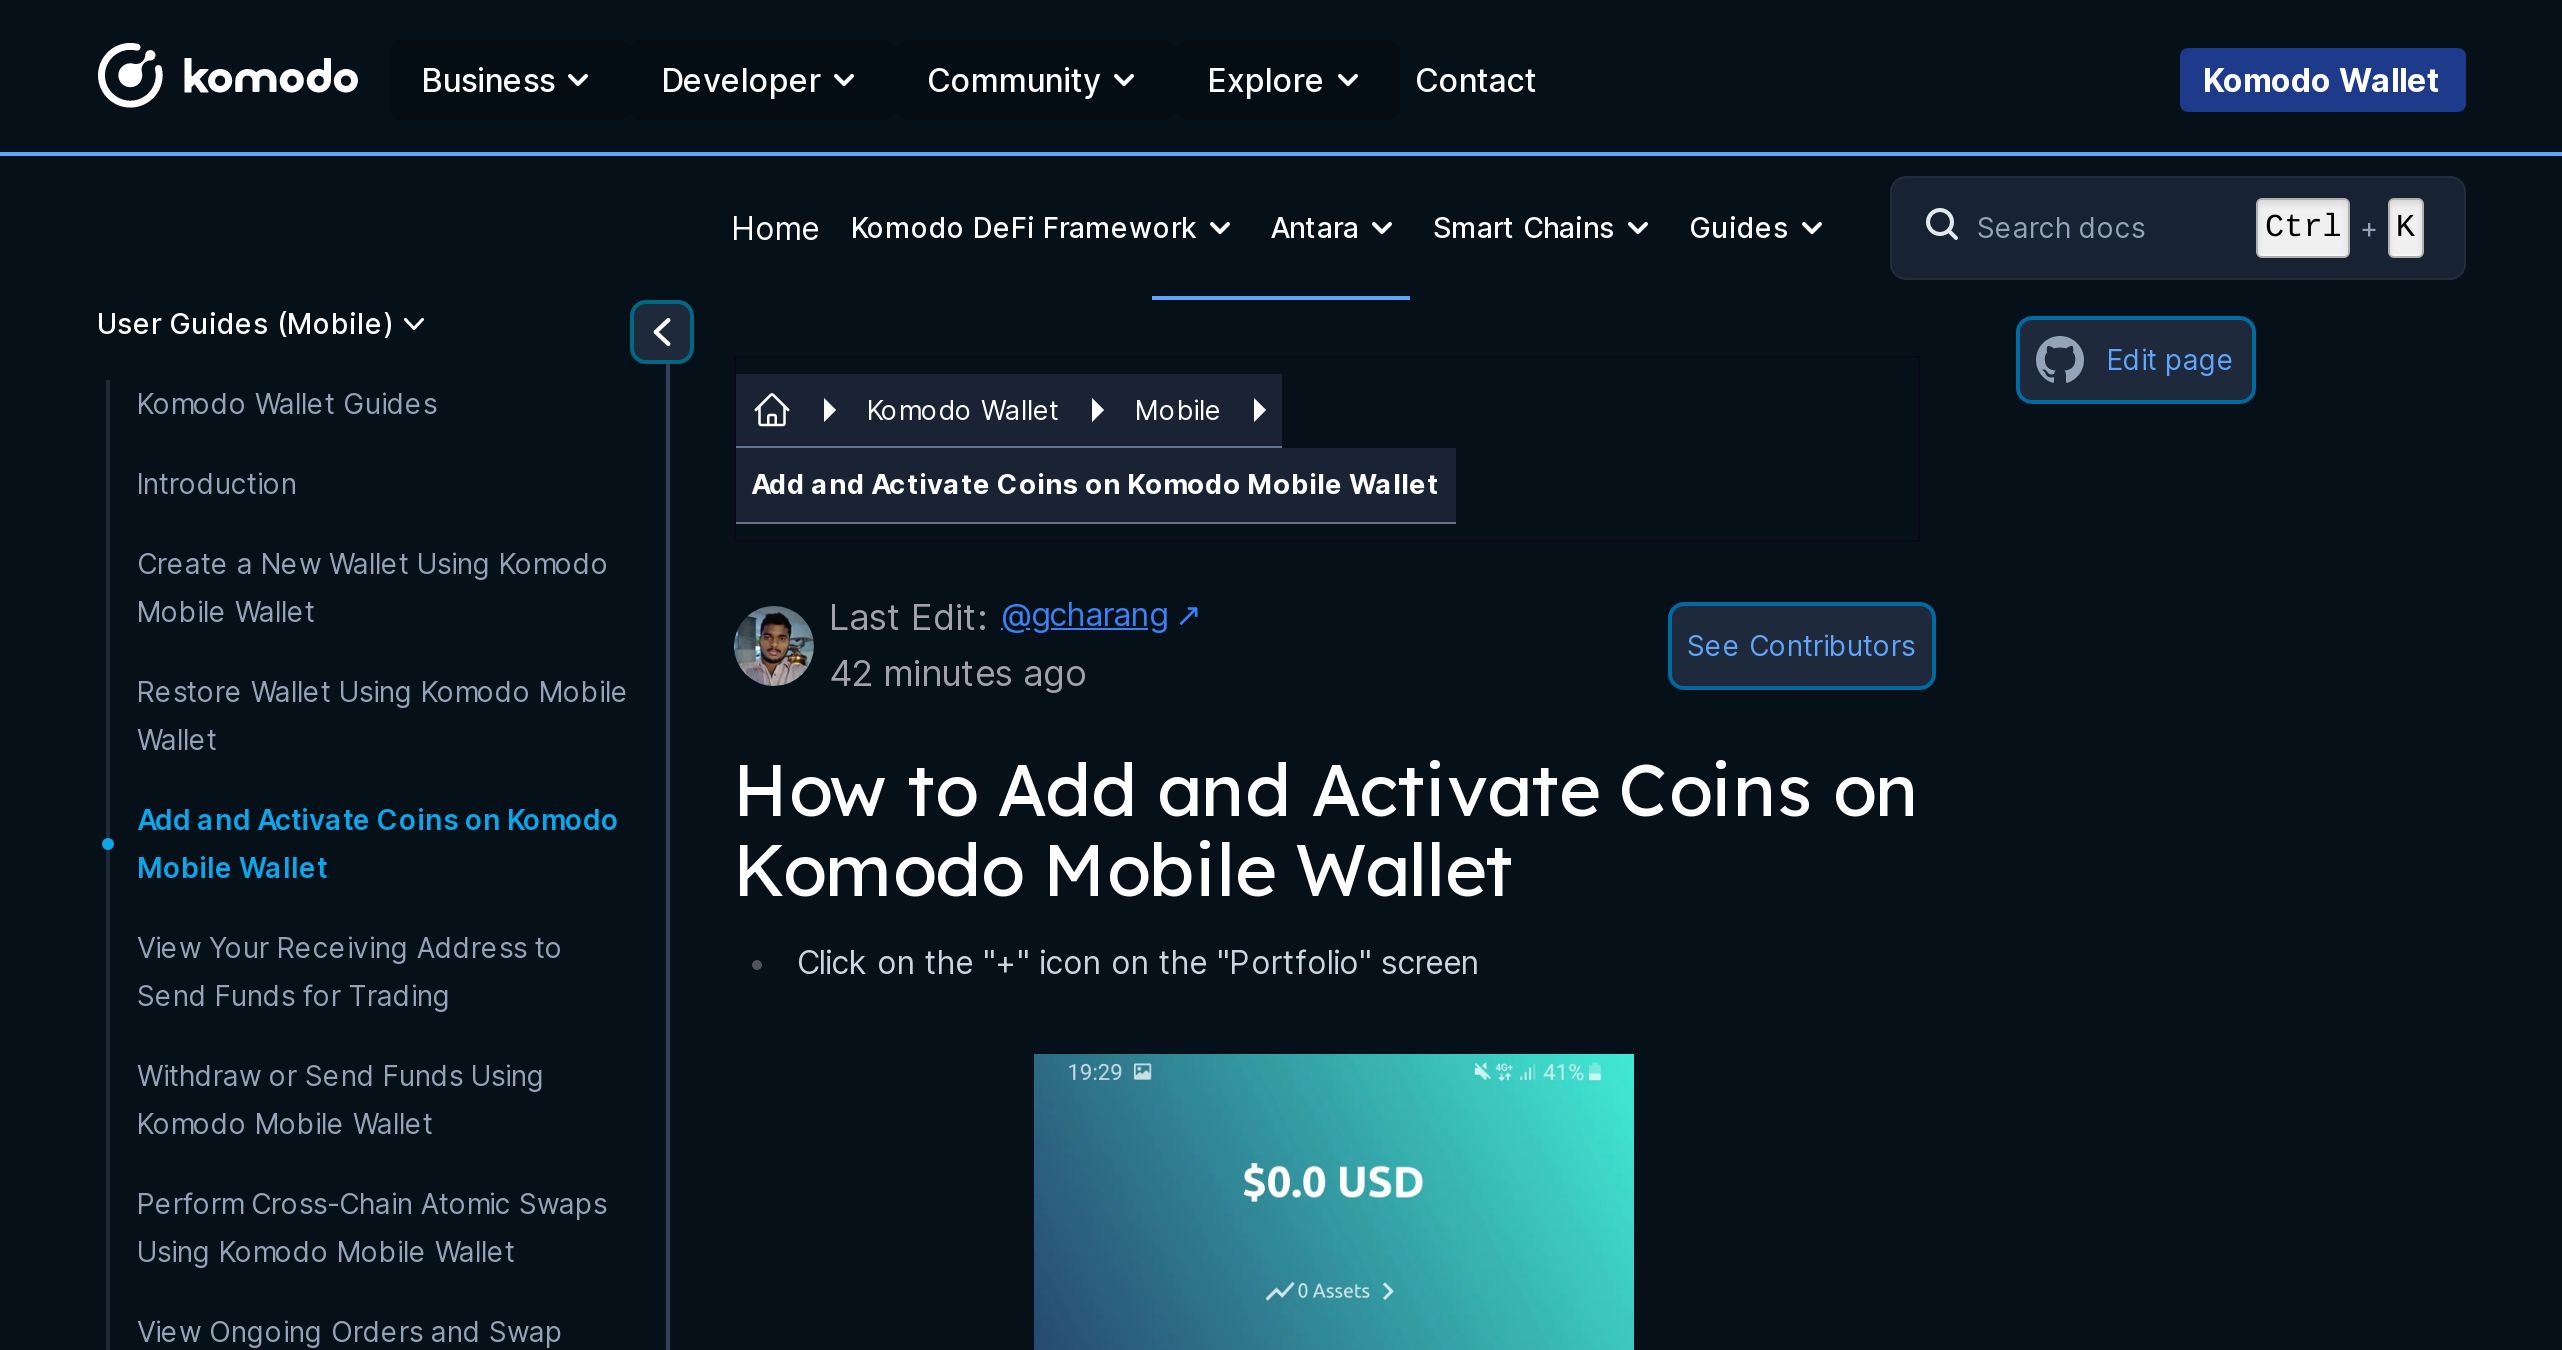 komodo
Business
Developer
Community
Explore
Contact
Komodo Wallet
Home
Komodo DeFi Framework
Antara
Smart Chains
Guides
Search docs
Ctrl + K
User Guides (Mobile)
Komodo Wallet Guides
Introduction
Create a New Wallet Using Komodo
Mobile Wallet
Restore Wallet Using Komodo Mobile
Wallet
Add and Activate Coins on Komodo
Mobile Wallet
View Your Receiving Address to
Send Funds for Trading
Withdraw or Send Funds Using
Komodo Mobile Wallet
Perform Cross-Chain Atomic Swaps
Using Komodo Mobile Wallet
View Ongoing Orders and Swap
Komodo Wallet
Mobile
Add and Activate Coins on Komodo Mobile Wallet
Edit page
Last Edit: @gcharang ↗
42 minutes ago
See Contributors
How to Add and Activate Coins on
Komodo Mobile Wallet
• Click on the "+" icon on the "Portfolio" screen
19:29
4G+
41%
$0.0 USD
0 Assets